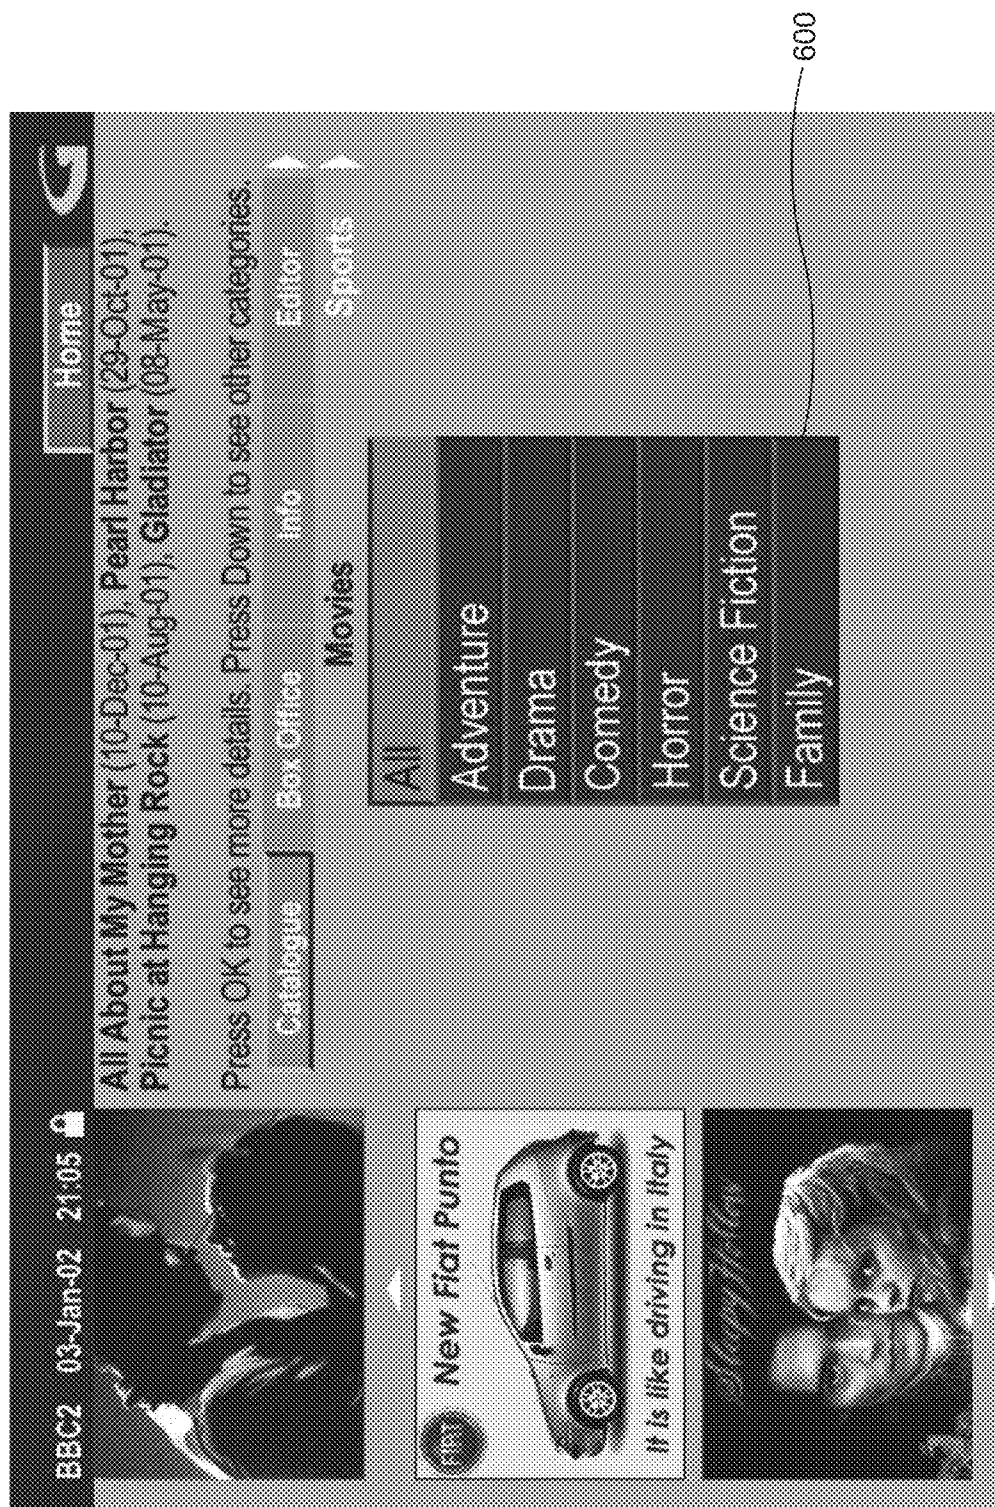 BBC2 03-Jan-02 21:05
Home
All About My Mother (10-Dec-01), Pearl Harbor (29-Oct-01),
Picnic at Hanging Rock (10-Aug-01), Gladiator (08-May-01)
Press OK to see more details. Press Down to see other categories.
Catalogue Box Office Info Editor
Movies Sports
All
Adventure
Drama
Comedy
Horror
Science Fiction
Family
600
FIAT New Fiat Punto
It is like driving in Italy